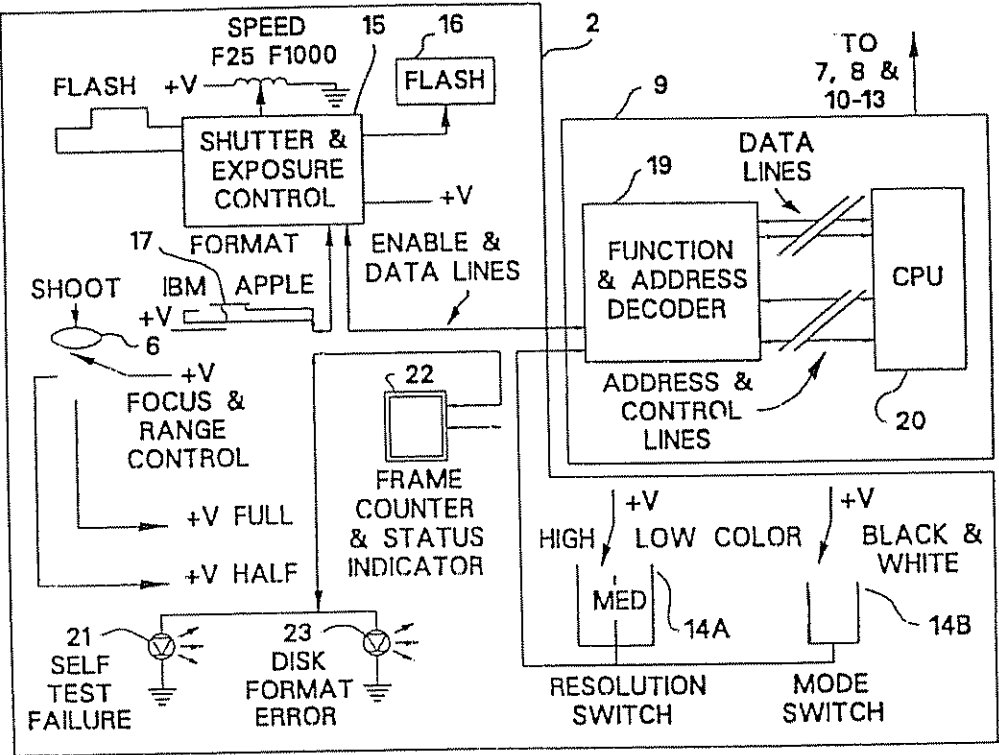 SPEED
F25 F1000
15
16
2
FLASH
+V
FLASH
SHUTTER &
EXPOSURE
CONTROL
+V
TO
7, 8 &
10-13
9
DATA
LINES
19
FUNCTION
& ADDRESS
DECODER
CPU
ADDRESS &
CONTROL
LINES
20
17
FORMAT
IBM APPLE
ENABLE &
DATA LINES
SHOOT
+V
6
+V
FOCUS &
RANGE
CONTROL
22
FRAME
COUNTER
& STATUS
INDICATOR
+V FULL
+V HALF
21
SELF
TEST
FAILURE
23
DISK
FORMAT
ERROR
+V
HIGH LOW
MED
14A
RESOLUTION
SWITCH
+V
COLOR BLACK &
WHITE
14B
MODE
SWITCH